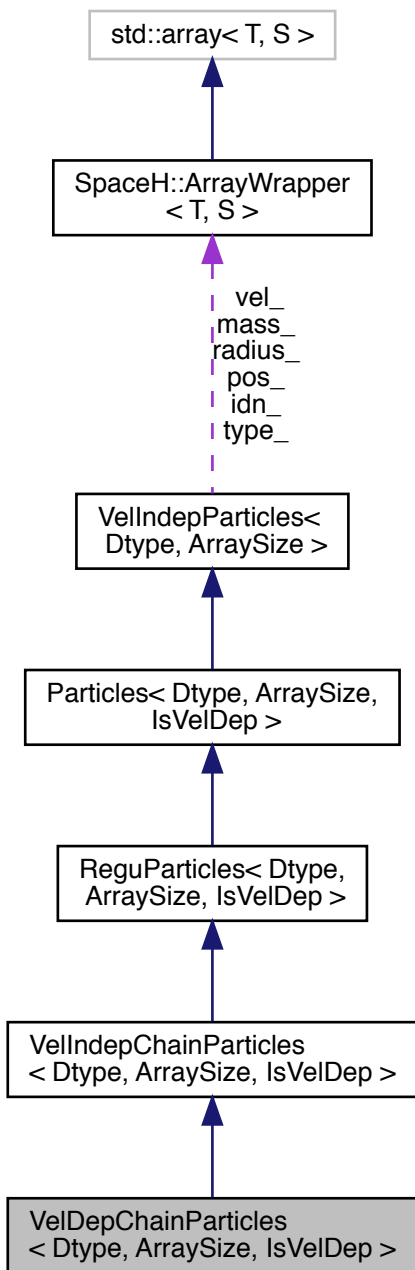 std::array< T, S >
SpaceH::ArrayWrapper
< T, S >
vel_
mass_
radius_
pos_
idn_
type_
VelIndepParticles<
Dtype, ArraySize >
Particles< Dtype, ArraySize,
IsVelDep >
ReguParticles< Dtype,
ArraySize, IsVelDep >
VelIndepChainParticles
< Dtype, ArraySize, IsVelDep >
VelDepChainParticles
< Dtype, ArraySize, IsVelDep >